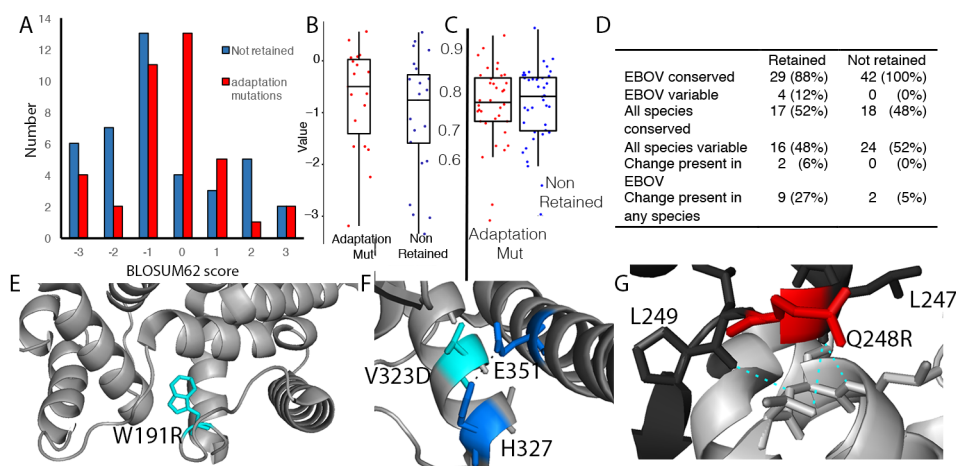 A
14
12
10
8
6
4
2
0
Number
Not retained
adaptation
mutations
-3 -2 -1 0 1 2 3
BLOSUM62 score
B
0
−1
−2
−3
Value
Adaptation
Mut
Non
Retained
C
0.9
0.8
0.7
0.6
Non
Retained
Adaptation
Mut
D
Retained Not retained
EBOV conserved 29 (88%) 42 (100%)
EBOV variable 4 (12%) 0 (0%)
All species 17 (52%) 18 (48%)
conserved
All species variable 16 (48%) 24 (52%)
Change present in 2 (6%) 0 (0%)
EBOV
Change present in 9 (27%) 2 (5%)
any species
E
W191R
F
V323D
E351
H327
G
L249
L247
Q248R